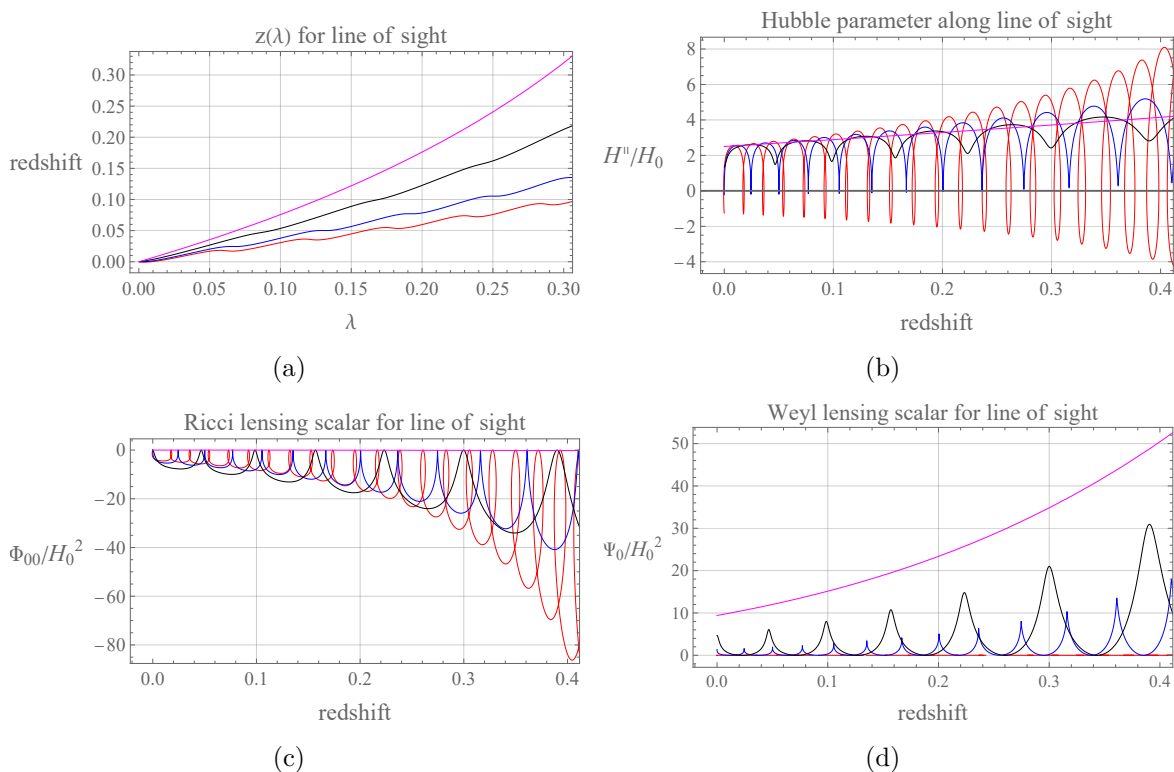 z(λ) for line of sight
0.30
0.25
0.20
0.15
0.10
0.05
0.00
redshift
0.00 0.05 0.10 0.15 0.20 0.25 0.30
λ
(a)
Hubble parameter along line of sight
8
6
4
2
0
−2
−4
H"/H₀
0.0 0.1 0.2 0.3 0.4
redshift
(b)
Ricci lensing scalar for line of sight
0
−20
−40
−60
−80
Φ₀₀/H₀²
0.0 0.1 0.2 0.3 0.4
redshift
(c)
Weyl lensing scalar for line of sight
50
40
30
20
10
0
Ψ₀/H₀²
0.0 0.1 0.2 0.3 0.4
redshift
(d)